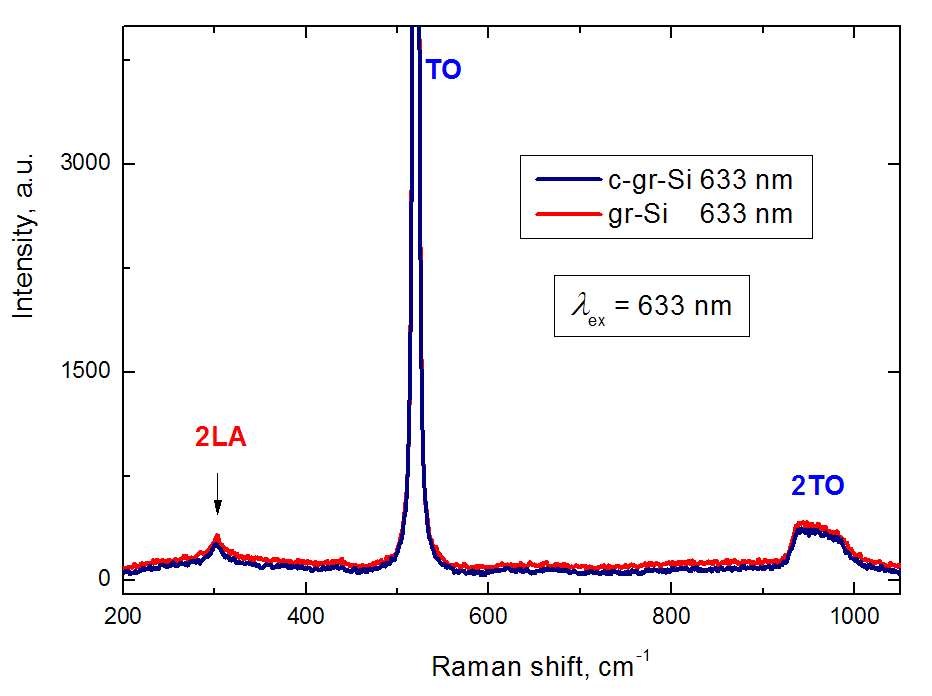 TO
3000
c-gr-Si 633 nm
gr-Si 633 nm
λex = 633 nm
Intensity, a.u.
1500
2LA
2TO
0
200 400 600 800 1000
Raman shift, cm-1